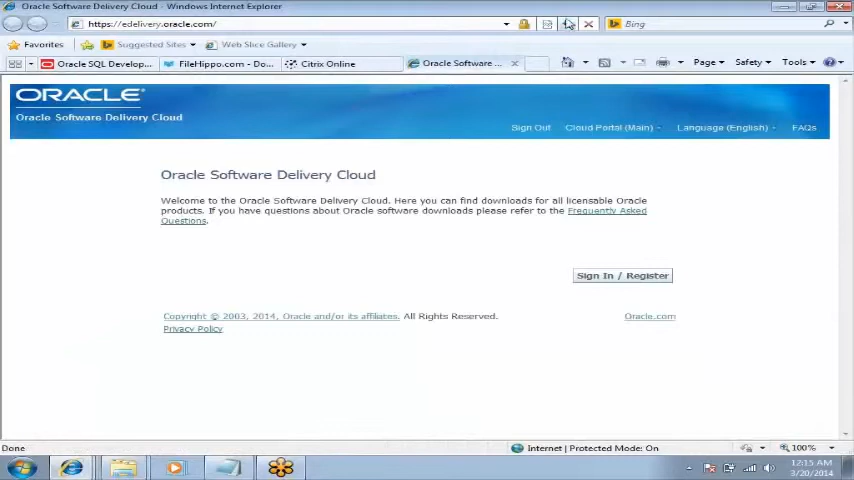 Oracle Software Delivery Cloud - Windows Internet Explorer
https://edelivery.oracle.com/
Bing
Favorites
Suggested Sites
Web Slice Gallery
Oracle SQL Develop...
FileHippo.com - Do...
Citrix Online
Oracle Software ...
Page
Safety
Tools
ORACLE
Oracle Software Delivery Cloud
Sign Out
Cloud Portal (Main)
Language (English)
FAQs
Oracle Software Delivery Cloud
Welcome to the Oracle Software Delivery Cloud. Here you can find downloads for all licensable Oracle
products. If you have questions about Oracle software downloads please refer to the Frequently Asked
Questions.
Sign In / Register
Copyright © 2003, 2014, Oracle and/or its affiliates. All Rights Reserved.
Oracle.com
Privacy Policy
Done
Internet | Protected Mode: On
100%
12:15 AM
3/20/2014